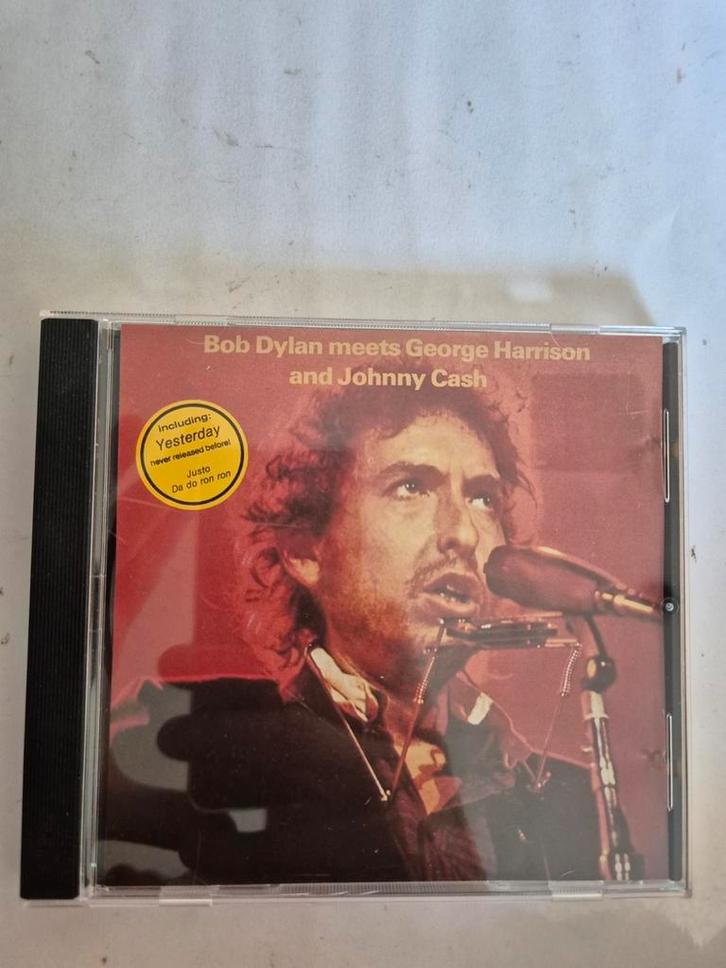 Bob Dylan meets George Harrison
and Johnny Cash
Including:
Yesterday
never released before!
Justo
Da do ron ron